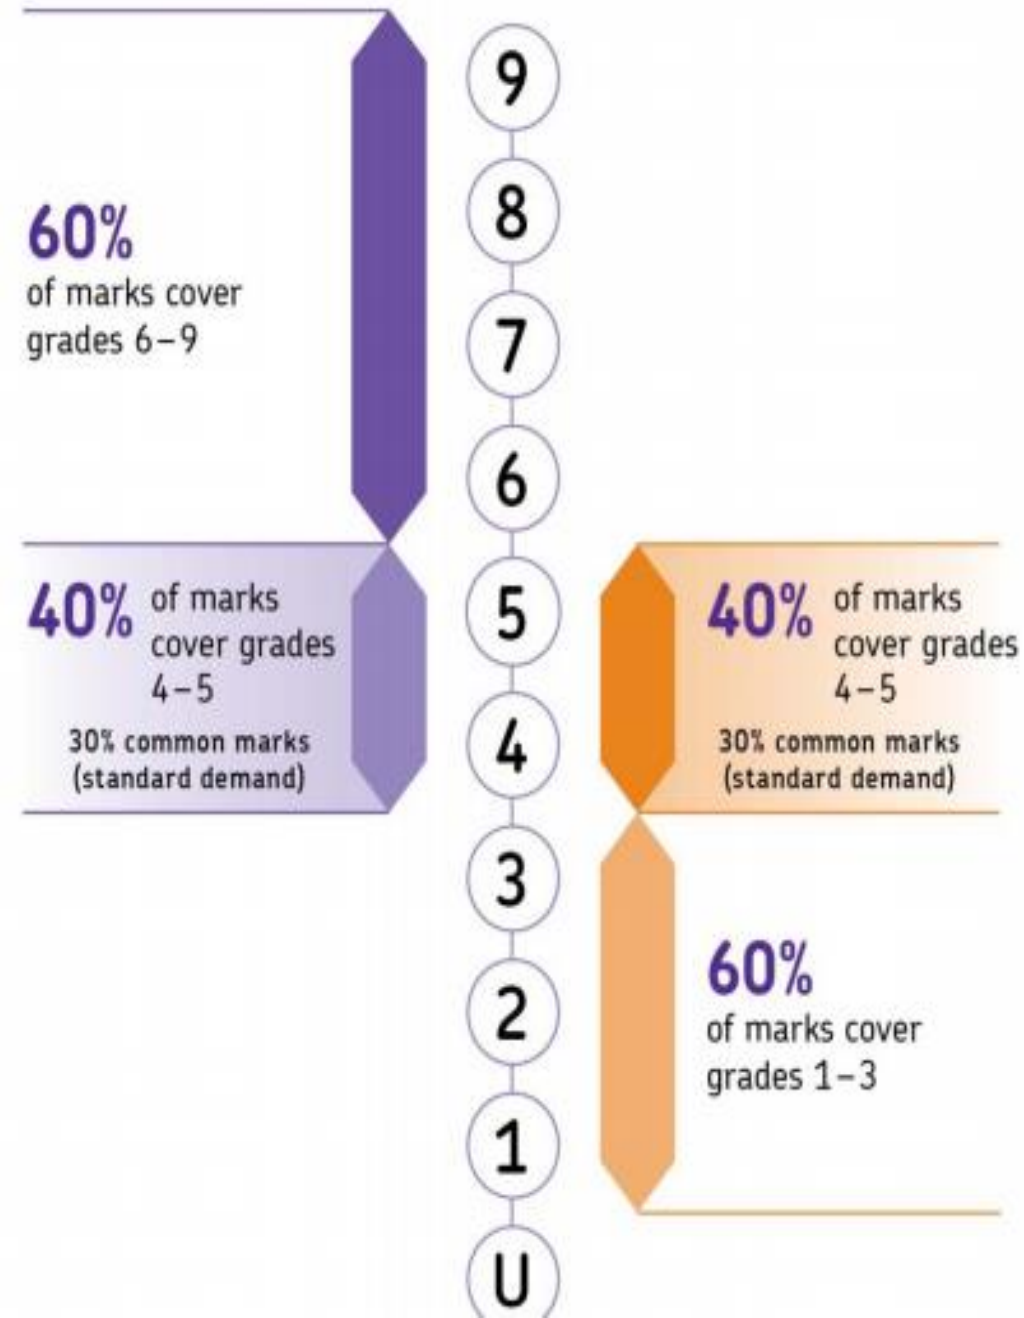 9
8
60%
of marks cover
grades 6–9
7
6
40% of marks
cover grades
4–5
30% common marks
(standard demand)
5
4
40% of marks
cover grades
4–5
30% common marks
(standard demand)
3
2
60%
of marks cover
grades 1–3
1
U